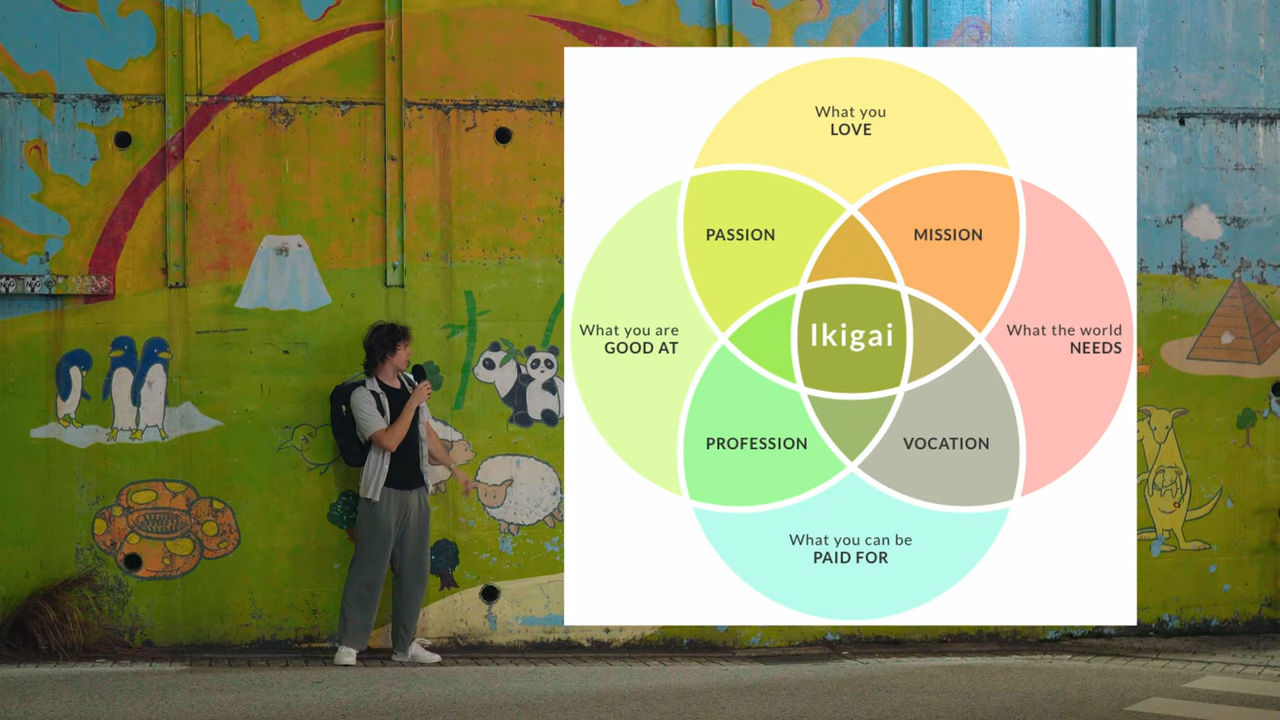 What you
LOVE
PASSION
MISSION
What you are
GOOD AT
Ikigai
What the world
NEEDS
PROFESSION
VOCATION
What you can be
PAID FOR